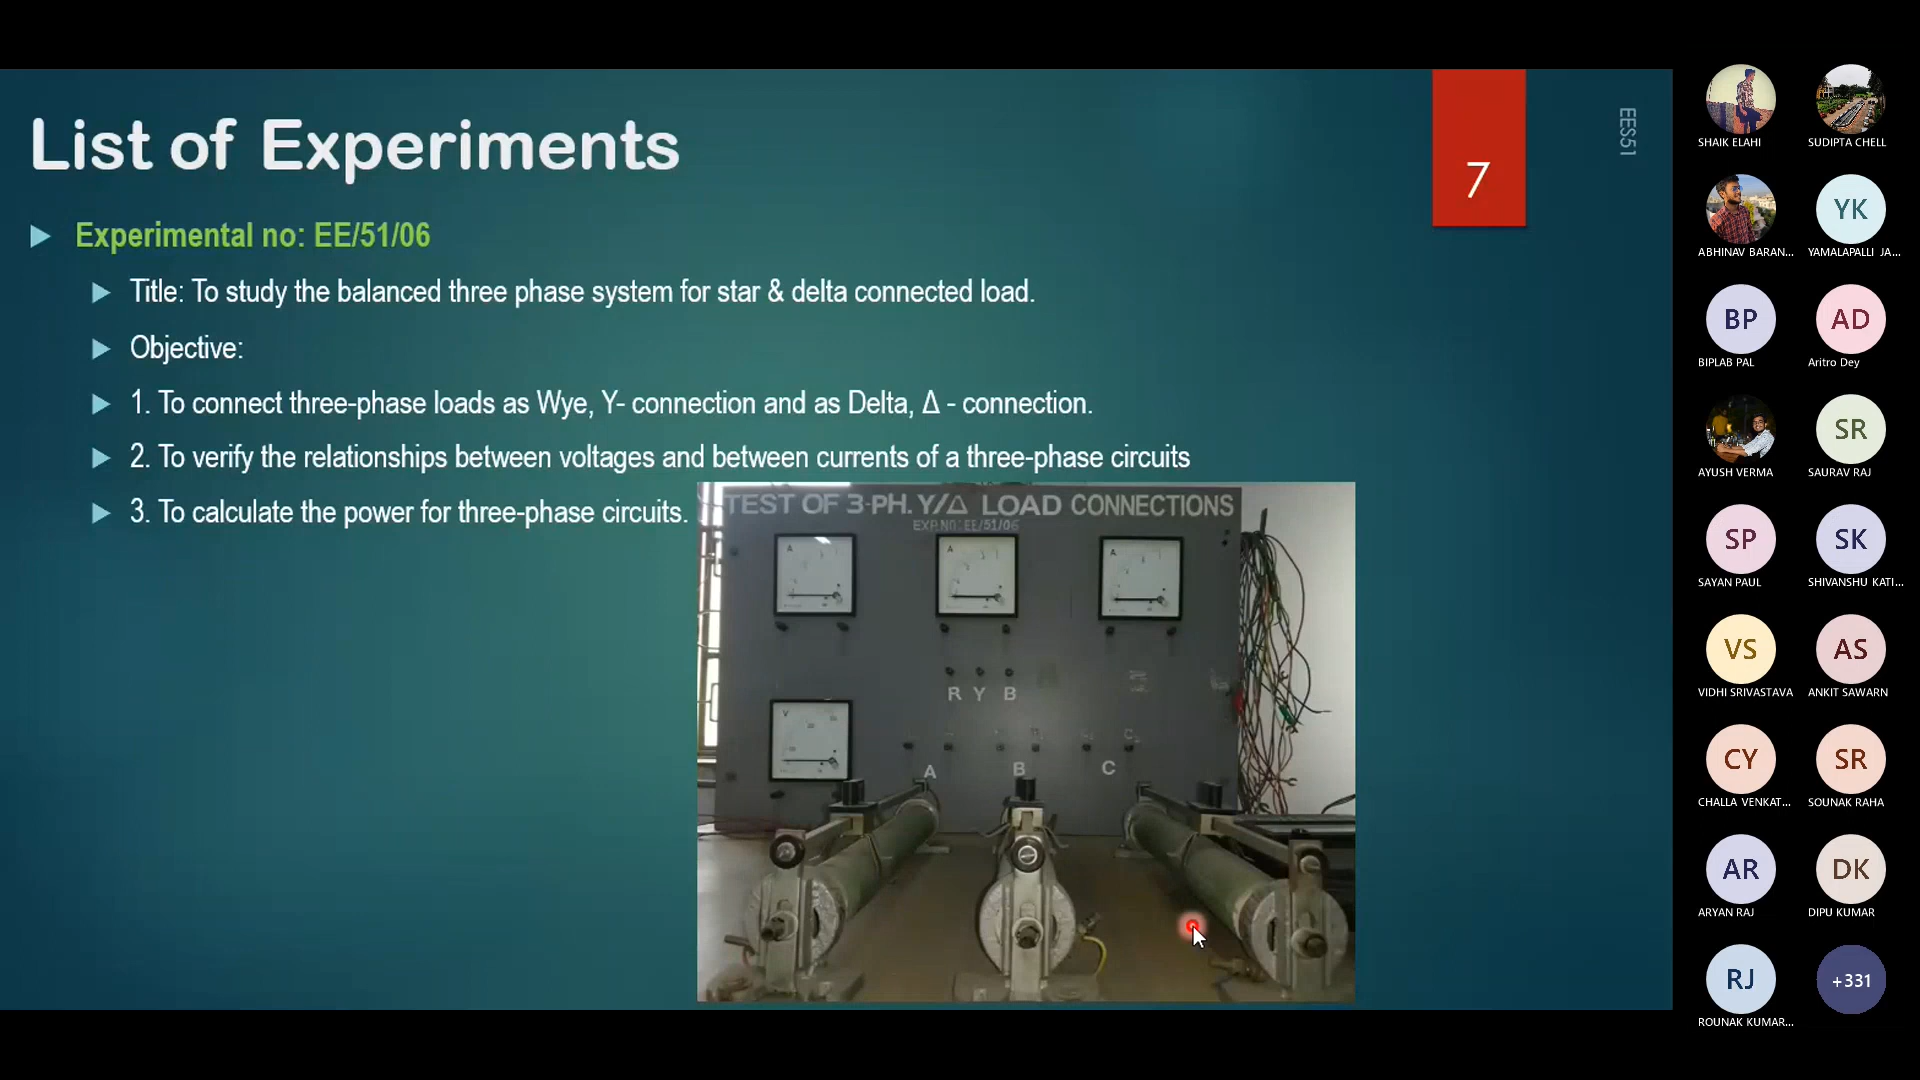 List of Experiments
7
EES51
Experimental no: EE/51/06
Title: To study the balanced three phase system for star & delta connected load.
Objective:
1. To connect three-phase loads as Wye, Y- connection and as Delta, Δ - connection.
2. To verify the relationships between voltages and between currents of a three-phase circuits
3. To calculate the power for three-phase circuits.
TEST OF 3-PH. Y/Δ LOAD CONNECTIONS
EXP.NO: EE/51/06
A A A
R Y B
V
A B C
SHAIK ELAHI
SUDIPTA CHELL
ABHINAV BARAN...
YK
YAMALAPALLI JA...
BP
BIPLAB PAL
AD
Aritro Dey
AYUSH VERMA
SR
SAURAV RAJ
SP
SAYAN PAUL
SK
SHIVANSHU KATI...
VS
VIDHI SRIVASTAVA
AS
ANKIT SAWARN
CY
CHALLA VENKAT...
SR
SOUNAK RAHA
AR
ARYAN RAJ
DK
DIPU KUMAR
RJ
ROUNAK KUMAR...
+331